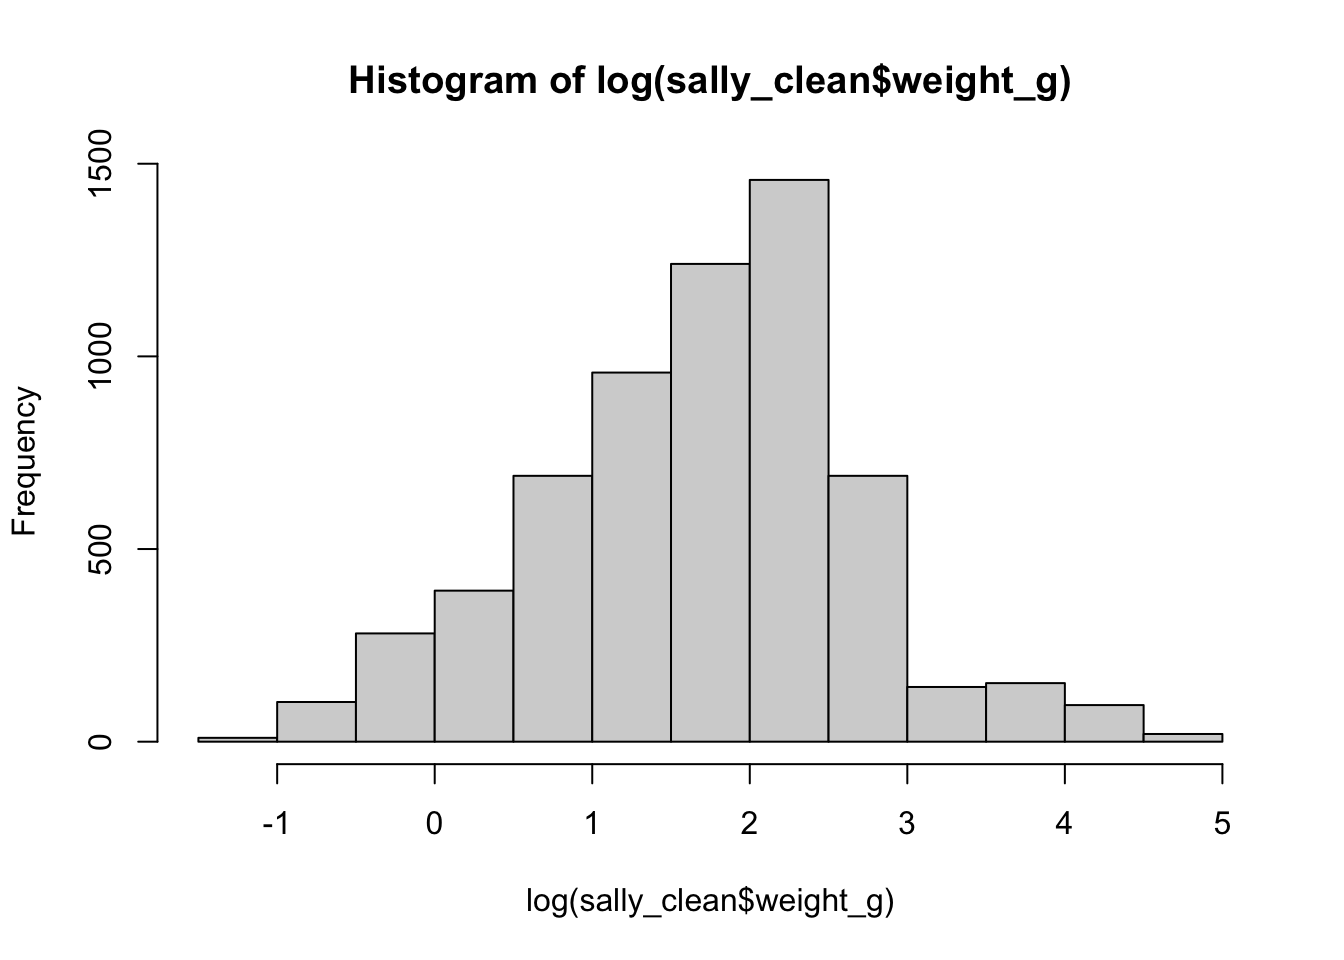 Histogram of log(sally_clean$weight_g)
Frequency
1500
1000
500
0
-1 0 1 2 3 4 5
log(sally_clean$weight_g)